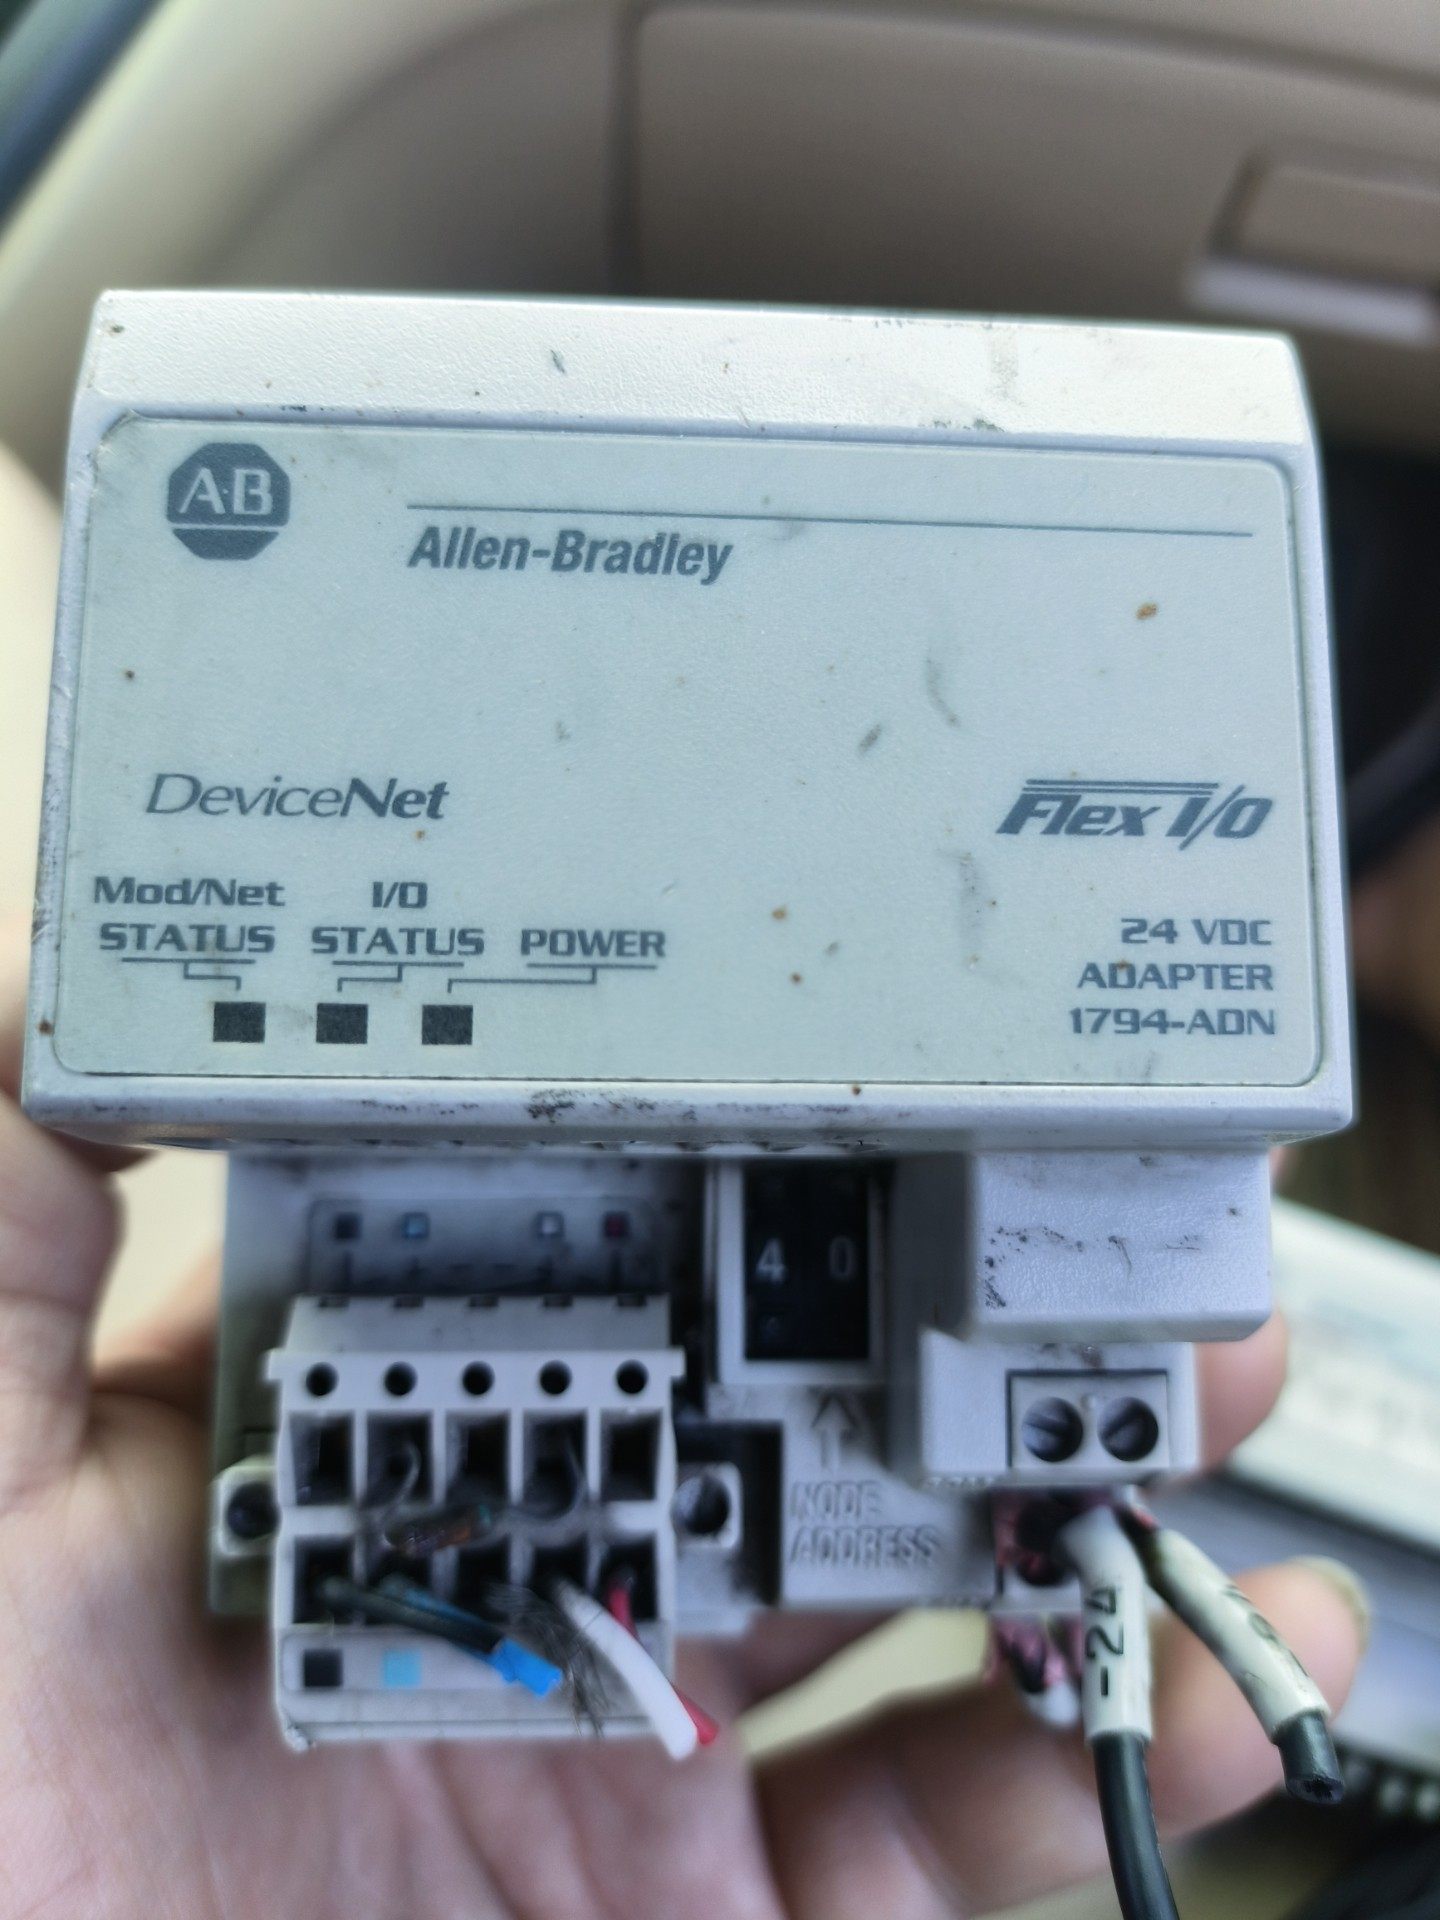 A·B
Allen-Bradley
DeviceNet
Flex I/O
Mod/Net
STATUS
I/O
STATUS
POWER
24 VDC
ADAPTER
1794-ADN
4 0
NODE
ADDRESS
-24